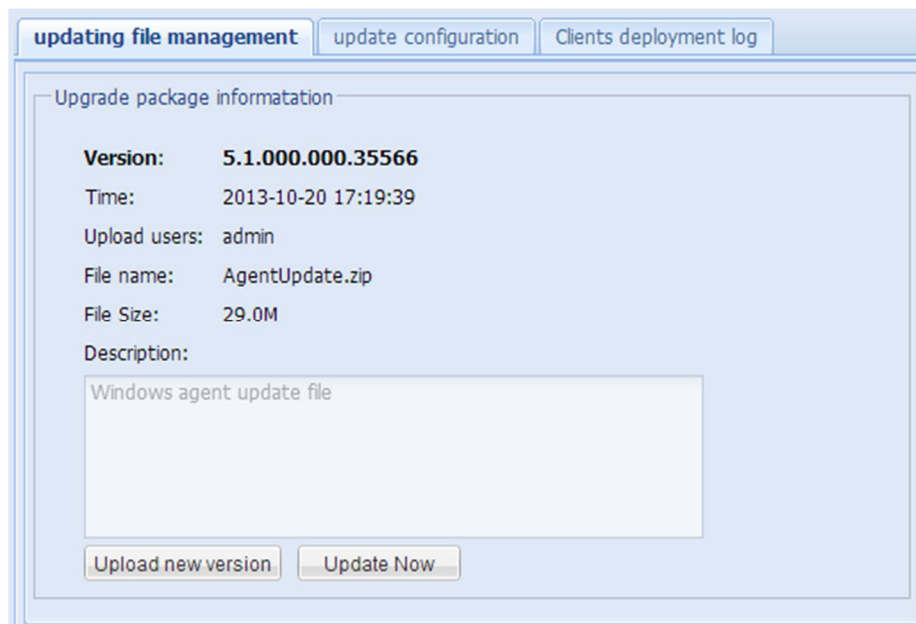 updating file management update configuration Clients deployment log
Upgrade package informatation
Version: 5.1.000.000.35566
Time: 2013-10-20 17:19:39
Upload users: admin
File name: AgentUpdate.zip
File Size: 29.0M
Description:
Windows agent update file
Upload new version Update Now